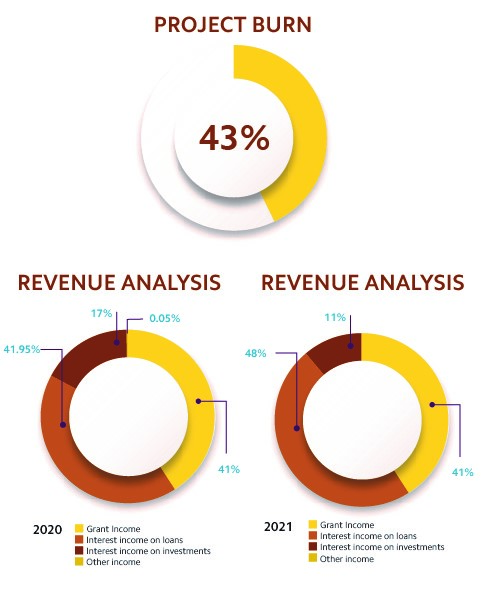 PROJECT BURN
43%
REVENUE ANALYSIS
17%
0.05%
41.95%
41%
2020
Grant Income
Interest income on loans
Interest income on investments
Other income
REVENUE ANALYSIS
11%
48%
41%
2021
Grant Income
Interest income on loans
Interest income on investments
Other income